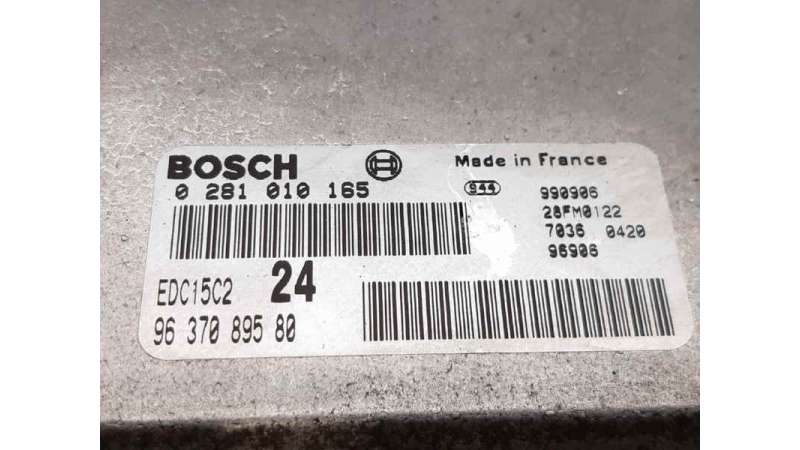 BOSCH Made in France
0 281 010 165 944 990906
28FM0122
7036 0420
96906
EDC15C2 24
96 370 895 80